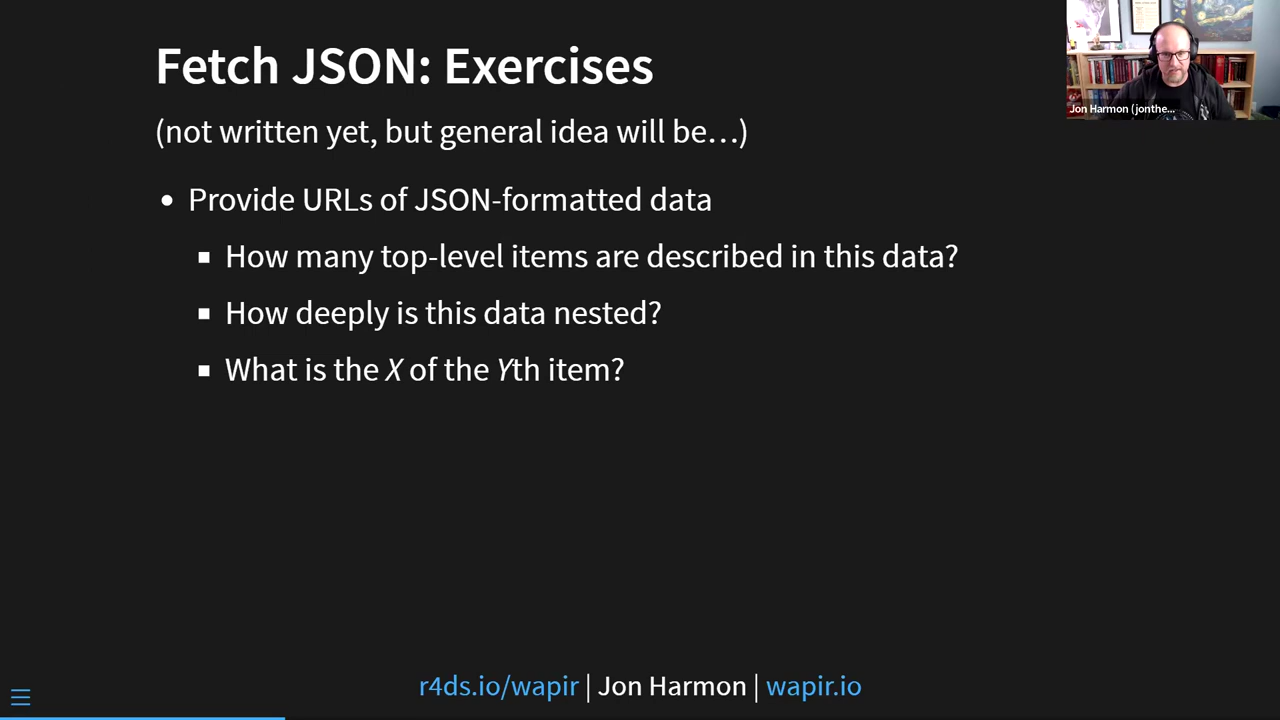 Fetch JSON: Exercises
(not written yet, but general idea will be…)
• Provide URLs of JSON-formatted data
▪ How many top-level items are described in this data?
▪ How deeply is this data nested?
▪ What is the X of the Yth item?
Jon Harmon (jonthe...
r4ds.io/wapir | Jon Harmon | wapir.io